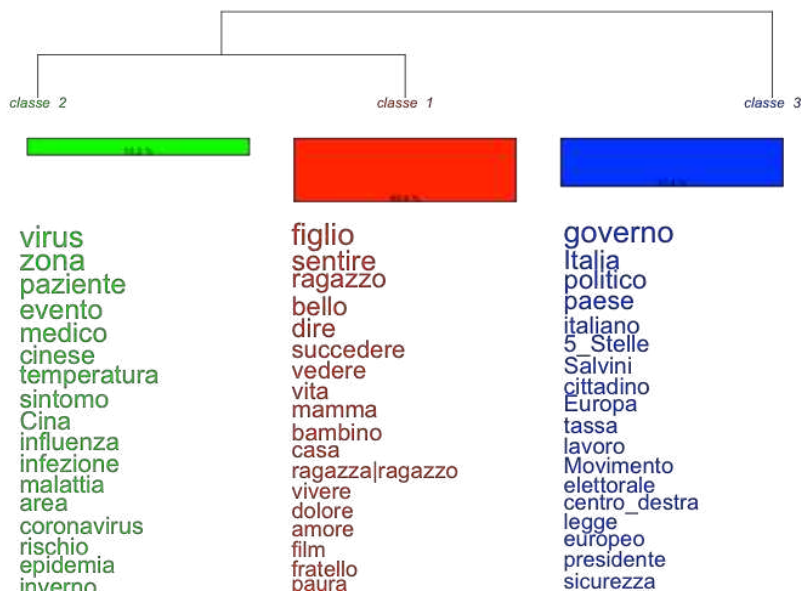 classe 2
classe 1
classe 3
virus
zona
paziente
evento
medico
cinese
temperatura
sintomo
Cina
influenza
infezione
malattia
area
coronavirus
rischio
epidemia
inverno
figlio
sentire
ragazzo
bello
dire
succedere
vedere
vita
mamma
bambino
casa
ragazza|ragazzo
vivere
dolore
amore
film
fratello
paura
governo
Italia
politico
paese
italiano
5_Stelle
Salvini
cittadino
Europa
tassa
lavoro
Movimento
elettorale
centro_destra
legge
europeo
presidente
sicurezza